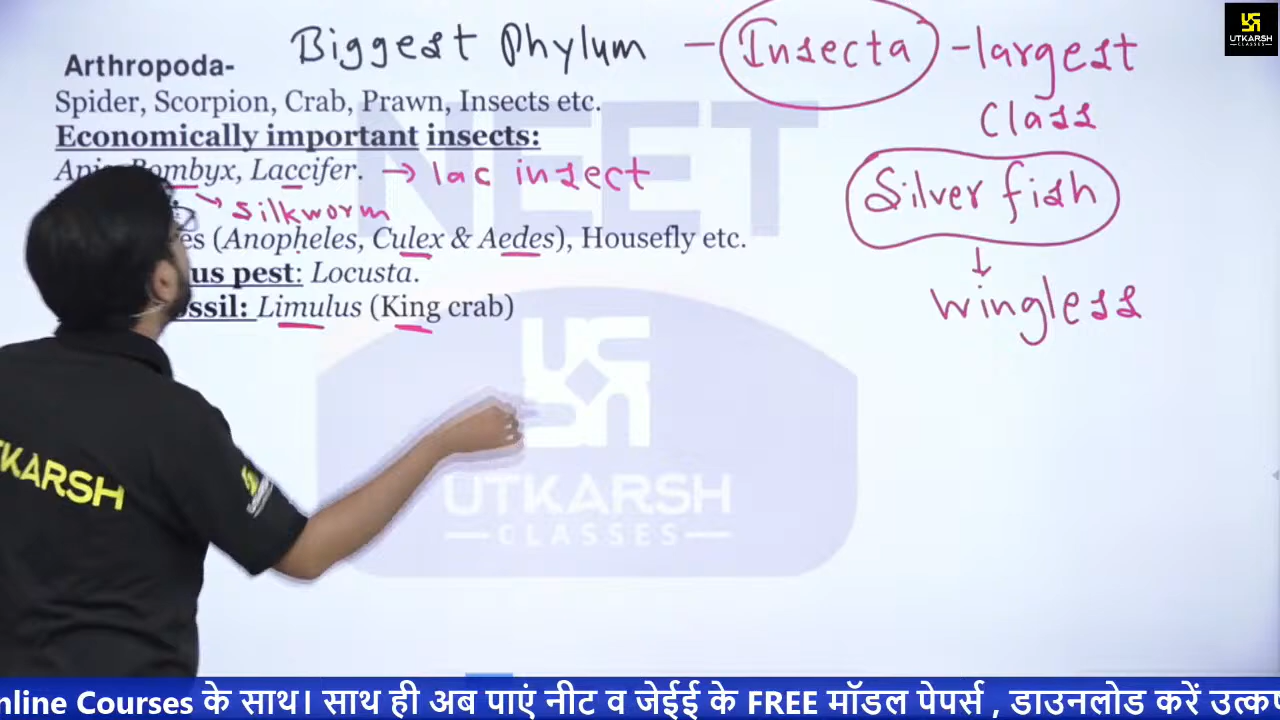 Biggest Phylum - Insecta - largest
class
Arthropoda-
Spider, Scorpion, Crab, Prawn, Insects etc.
Economically important insects:
Bombyx, Laccifer. → lac insect
silkworm
Silver fish
wingless
(Anopheles, Culex & Aedes), Housefly etc.
pest: Locusta.
Limulus (King crab)
NEET
UTKARSH
CLASSES
UTKARSH
CLASSES
Courses के साथ। साथ ही अब पाएं नीट व जेईई के FREE मॉडल पेपर्स , डाउनलोड करें